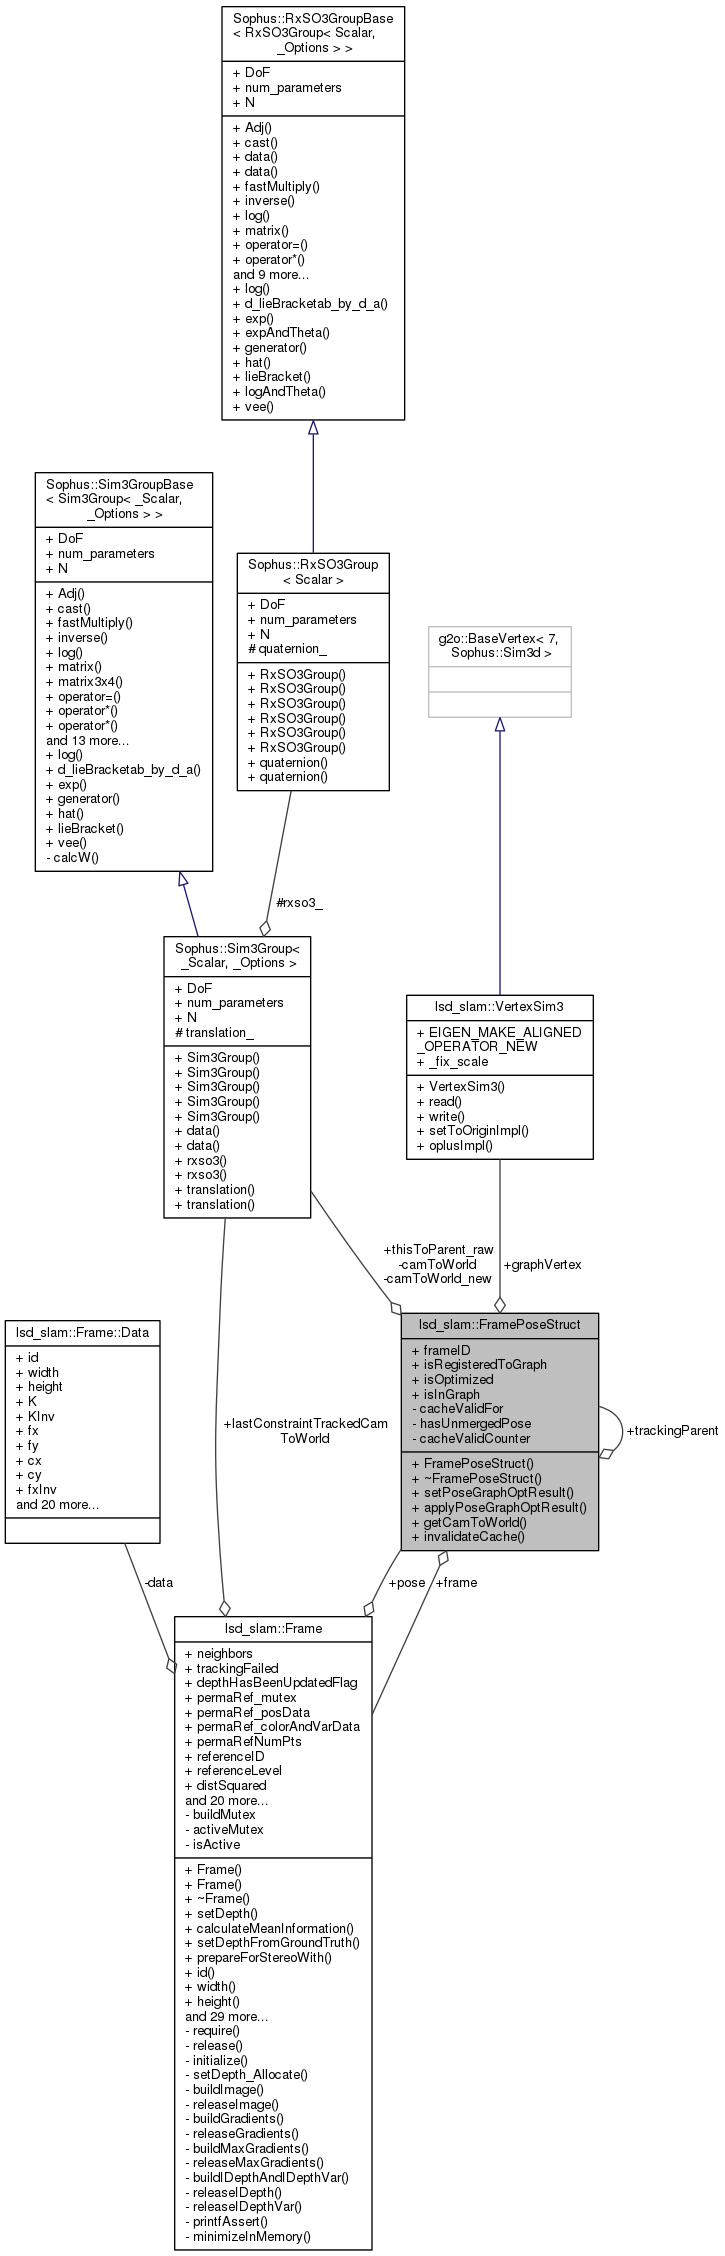 Sophus::RxSO3GroupBase
< RxSO3Group< Scalar,
_Options > >
+ DoF
+ num_parameters
+ N
+ Adj()
+ cast()
+ data()
+ data()
+ fastMultiply()
+ inverse()
+ log()
+ matrix()
+ operator=()
+ operator*()
and 9 more...
+ log()
+ d_lieBracketab_by_d_a()
+ exp()
+ expAndTheta()
+ generator()
+ hat()
+ lieBracket()
+ logAndTheta()
+ vee()
Sophus::Sim3GroupBase
< Sim3Group< _Scalar,
_Options > >
+ DoF
+ num_parameters
+ N
+ Adj()
+ cast()
+ fastMultiply()
+ inverse()
+ log()
+ matrix()
+ matrix3x4()
+ operator=()
+ operator*()
+ operator*()
and 13 more...
+ log()
+ d_lieBracketab_by_d_a()
+ exp()
+ generator()
+ hat()
+ lieBracket()
+ vee()
- calcW()
Sophus::RxSO3Group
< Scalar >
+ DoF
+ num_parameters
+ N
# quaternion_
+ RxSO3Group()
+ RxSO3Group()
+ RxSO3Group()
+ RxSO3Group()
+ RxSO3Group()
+ RxSO3Group()
+ quaternion()
+ quaternion()
g2o::BaseVertex< 7,
Sophus::Sim3d >
#rxso3_
Sophus::Sim3Group<
_Scalar, _Options >
+ DoF
+ num_parameters
+ N
# translation_
+ Sim3Group()
+ Sim3Group()
+ Sim3Group()
+ Sim3Group()
+ Sim3Group()
+ data()
+ data()
+ rxso3()
+ rxso3()
+ translation()
+ translation()
lsd_slam::VertexSim3
+ EIGEN_MAKE_ALIGNED
_OPERATOR_NEW
+ _fix_scale
+ VertexSim3()
+ read()
+ write()
+ setToOriginImpl()
+ oplusImpl()
+thisToParent_raw
-camToWorld
-camToWorld_new
+graphVertex
lsd_slam::Frame::Data
+ id
+ width
+ height
+ K
+ KInv
+ fx
+ fy
+ cx
+ cy
+ fxInv
and 20 more...
+lastConstraintTrackedCam
ToWorld
lsd_slam::FramePoseStruct
+ frameID
+ isRegisteredToGraph
+ isOptimized
+ isInGraph
- cacheValidFor
- hasUnmergedPose
- cacheValidCounter
+ FramePoseStruct()
+ ~FramePoseStruct()
+ setPoseGraphOptResult()
+ applyPoseGraphOptResult()
+ getCamToWorld()
+ invalidateCache()
+trackingParent
-data
+pose
+frame
lsd_slam::Frame
+ neighbors
+ trackingFailed
+ depthHasBeenUpdatedFlag
+ permaRef_mutex
+ permaRef_posData
+ permaRef_colorAndVarData
+ permaRefNumPts
+ referenceID
+ referenceLevel
+ distSquared
and 20 more...
- buildMutex
- activeMutex
- isActive
+ Frame()
+ Frame()
+ ~Frame()
+ setDepth()
+ calculateMeanInformation()
+ setDepthFromGroundTruth()
+ prepareForStereoWith()
+ id()
+ width()
+ height()
and 29 more...
- require()
- release()
- initialize()
- setDepth_Allocate()
- buildImage()
- releaseImage()
- buildGradients()
- releaseGradients()
- buildMaxGradients()
- releaseMaxGradients()
- buildIDepthAndIDepthVar()
- releaseIDepth()
- releaseIDepthVar()
- printfAssert()
- minimizeInMemory()